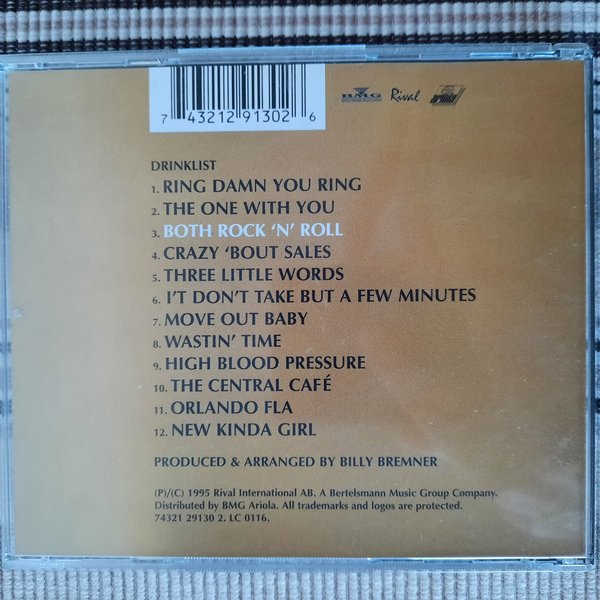 7 43212 91302 6
BMG Rival ariola
DRINKLIST
1. RING DAMN YOU RING
2. THE ONE WITH YOU
3. BOTH ROCK ‘N’ ROLL
4. CRAZY ‘BOUT SALES
5. THREE LITTLE WORDS
6. I’T DON’T TAKE BUT A FEW MINUTES
7. MOVE OUT BABY
8. WASTIN’ TIME
9. HIGH BLOOD PRESSURE
10. THE CENTRAL CAFÉ
11. ORLANDO FLA
12. NEW KINDA GIRL
PRODUCED & ARRANGED BY BILLY BREMNER
(P)/(C) 1995 Rival International AB. A Bertelsmann Music Group Company.
Distributed by BMG Ariola. All trademarks and logos are protected.
74321 29130 2. LC 0116.